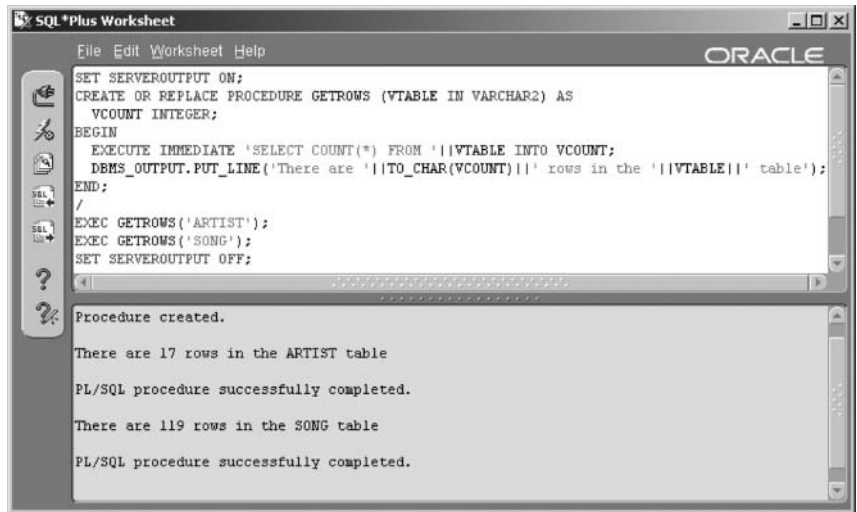 SQL*Plus Worksheet
File Edit Worksheet Help
ORACLE
SET SERVEROUTPUT ON;
CREATE OR REPLACE PROCEDURE GETROWS (VTABLE IN VARCHAR2) AS
VCOUNT INTEGER;
BEGIN
EXECUTE IMMEDIATE 'SELECT COUNT(*) FROM '||VTABLE INTO VCOUNT;
DBMS_OUTPUT.PUT_LINE('There are '||TO_CHAR(VCOUNT)||' rows in the '||VTABLE||' table');
END;
/
EXEC GETROWS('ARTIST');
EXEC GETROWS('SONG');
SET SERVEROUTPUT OFF;
Procedure created.
There are 17 rows in the ARTIST table
PL/SQL procedure successfully completed.
There are 119 rows in the SONG table
PL/SQL procedure successfully completed.